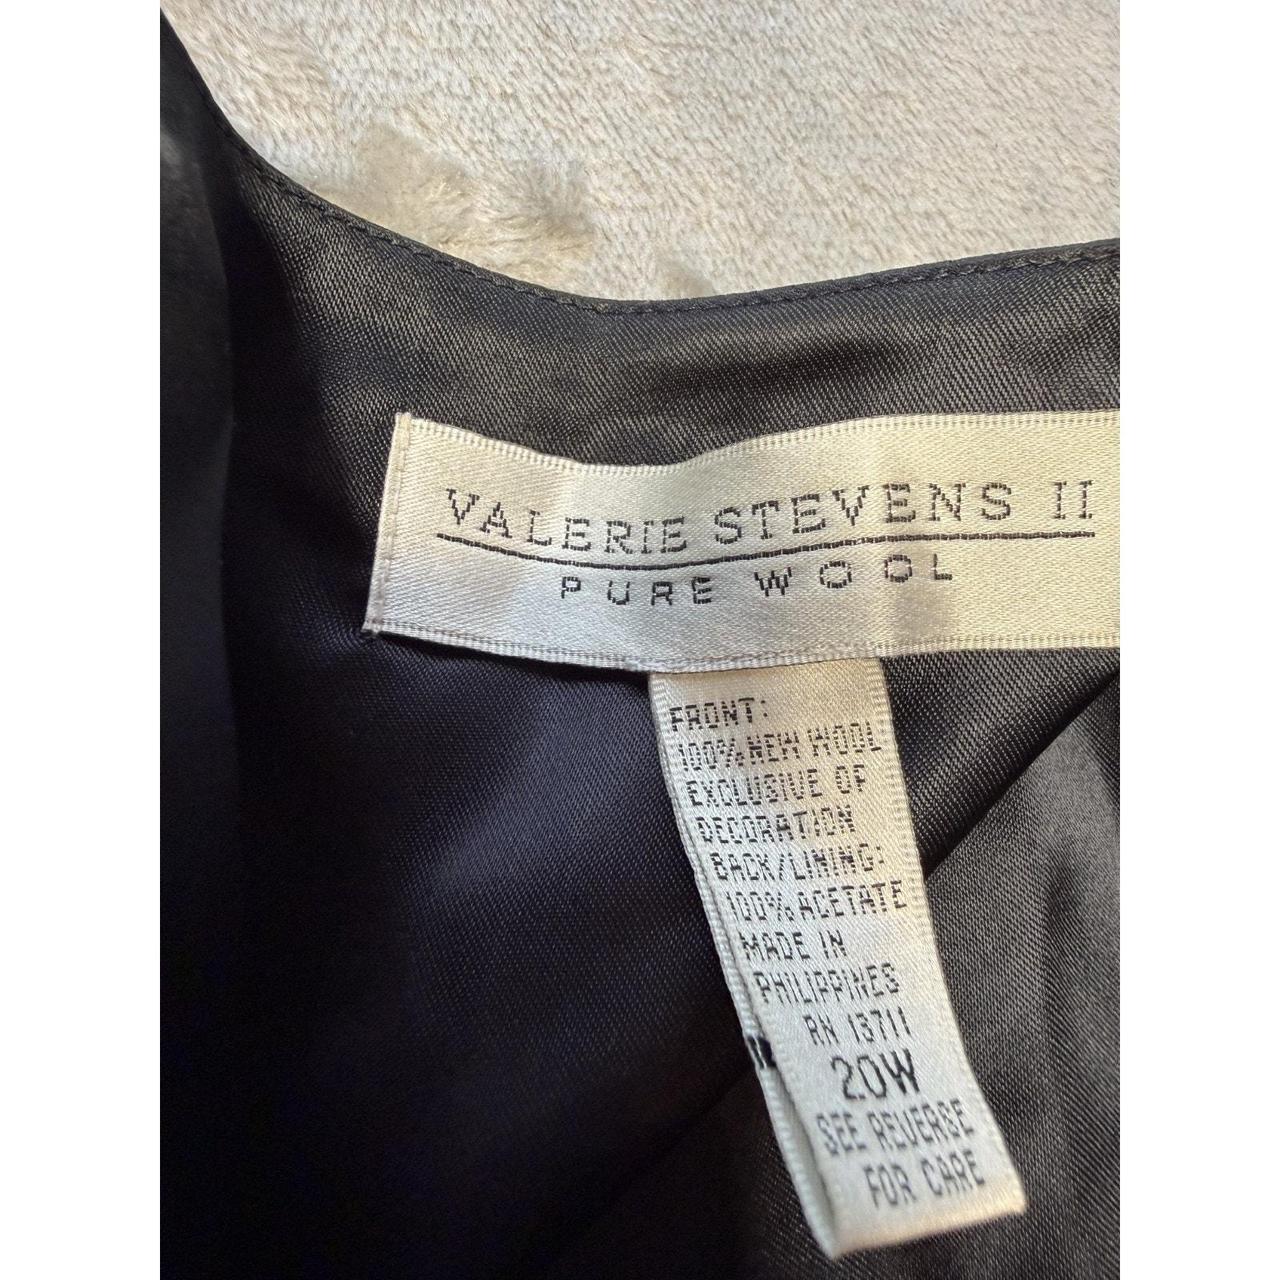 VALERIE STEVENS II
PURE WOOL
FRONT:
100% NEW WOOL
EXCLUSIVE OF
DECORATION
BACK/LINING:
100% ACETATE
MADE IN
PHILIPPINES
RN 13711
20W
SEE REVERSE
FOR CARE